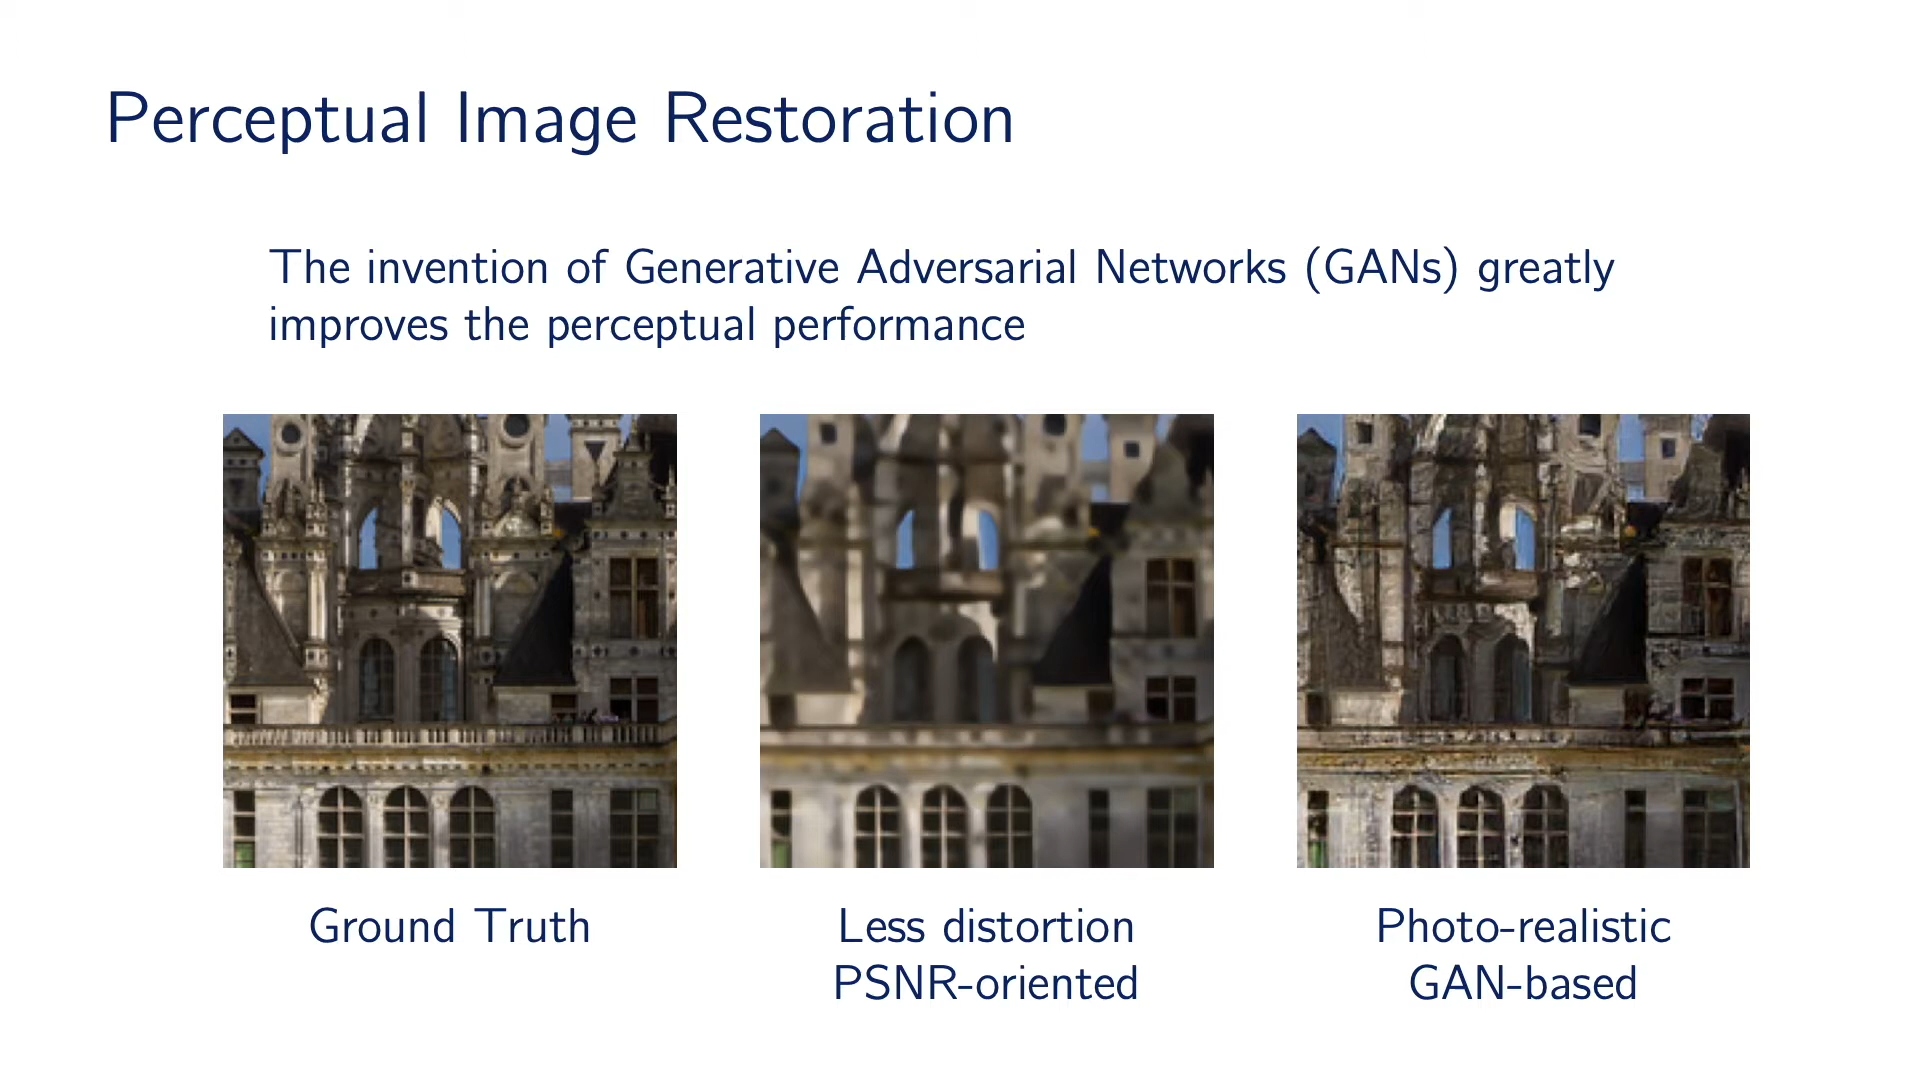 Perceptual Image Restoration
The invention of Generative Adversarial Networks (GANs) greatly
improves the perceptual performance
Ground Truth
Less distortion
PSNR-oriented
Photo-realistic
GAN-based